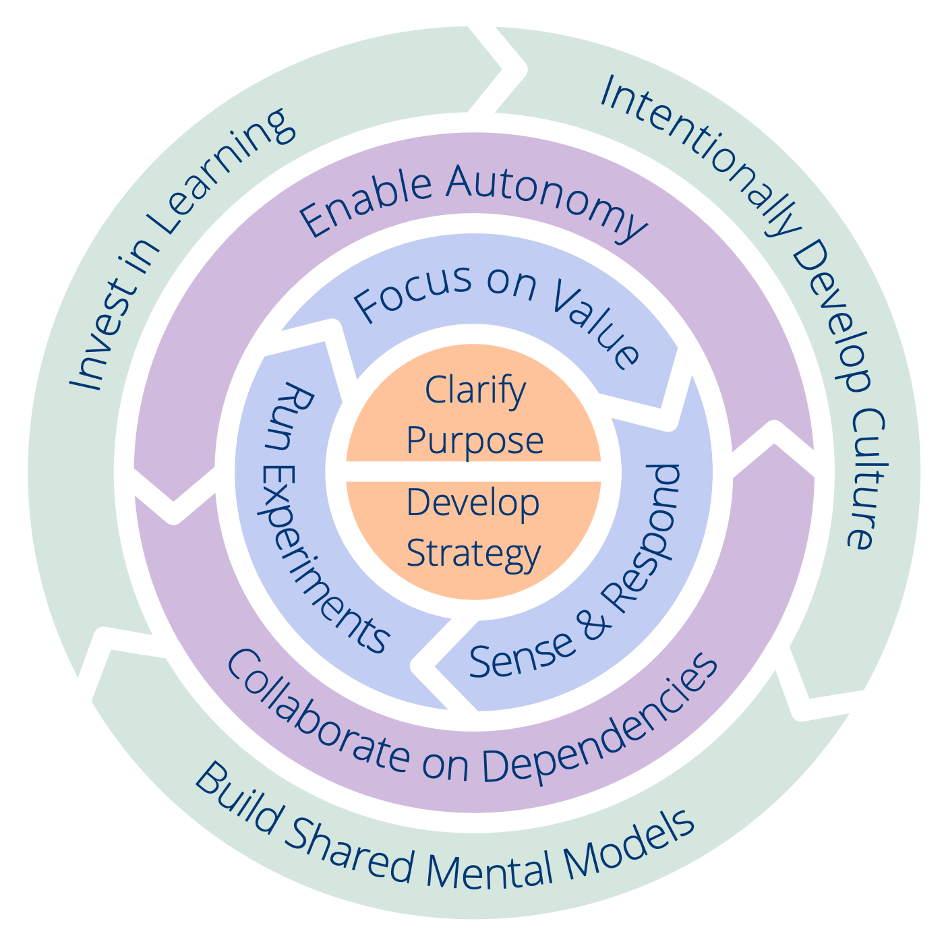 Invest in Learning
Intentionally Develop Culture
Build Shared Mental Models
Enable Autonomy
Collaborate on Dependencies
Focus on Value
Sense & Respond
Run Experiments
Clarify
Purpose
Develop
Strategy